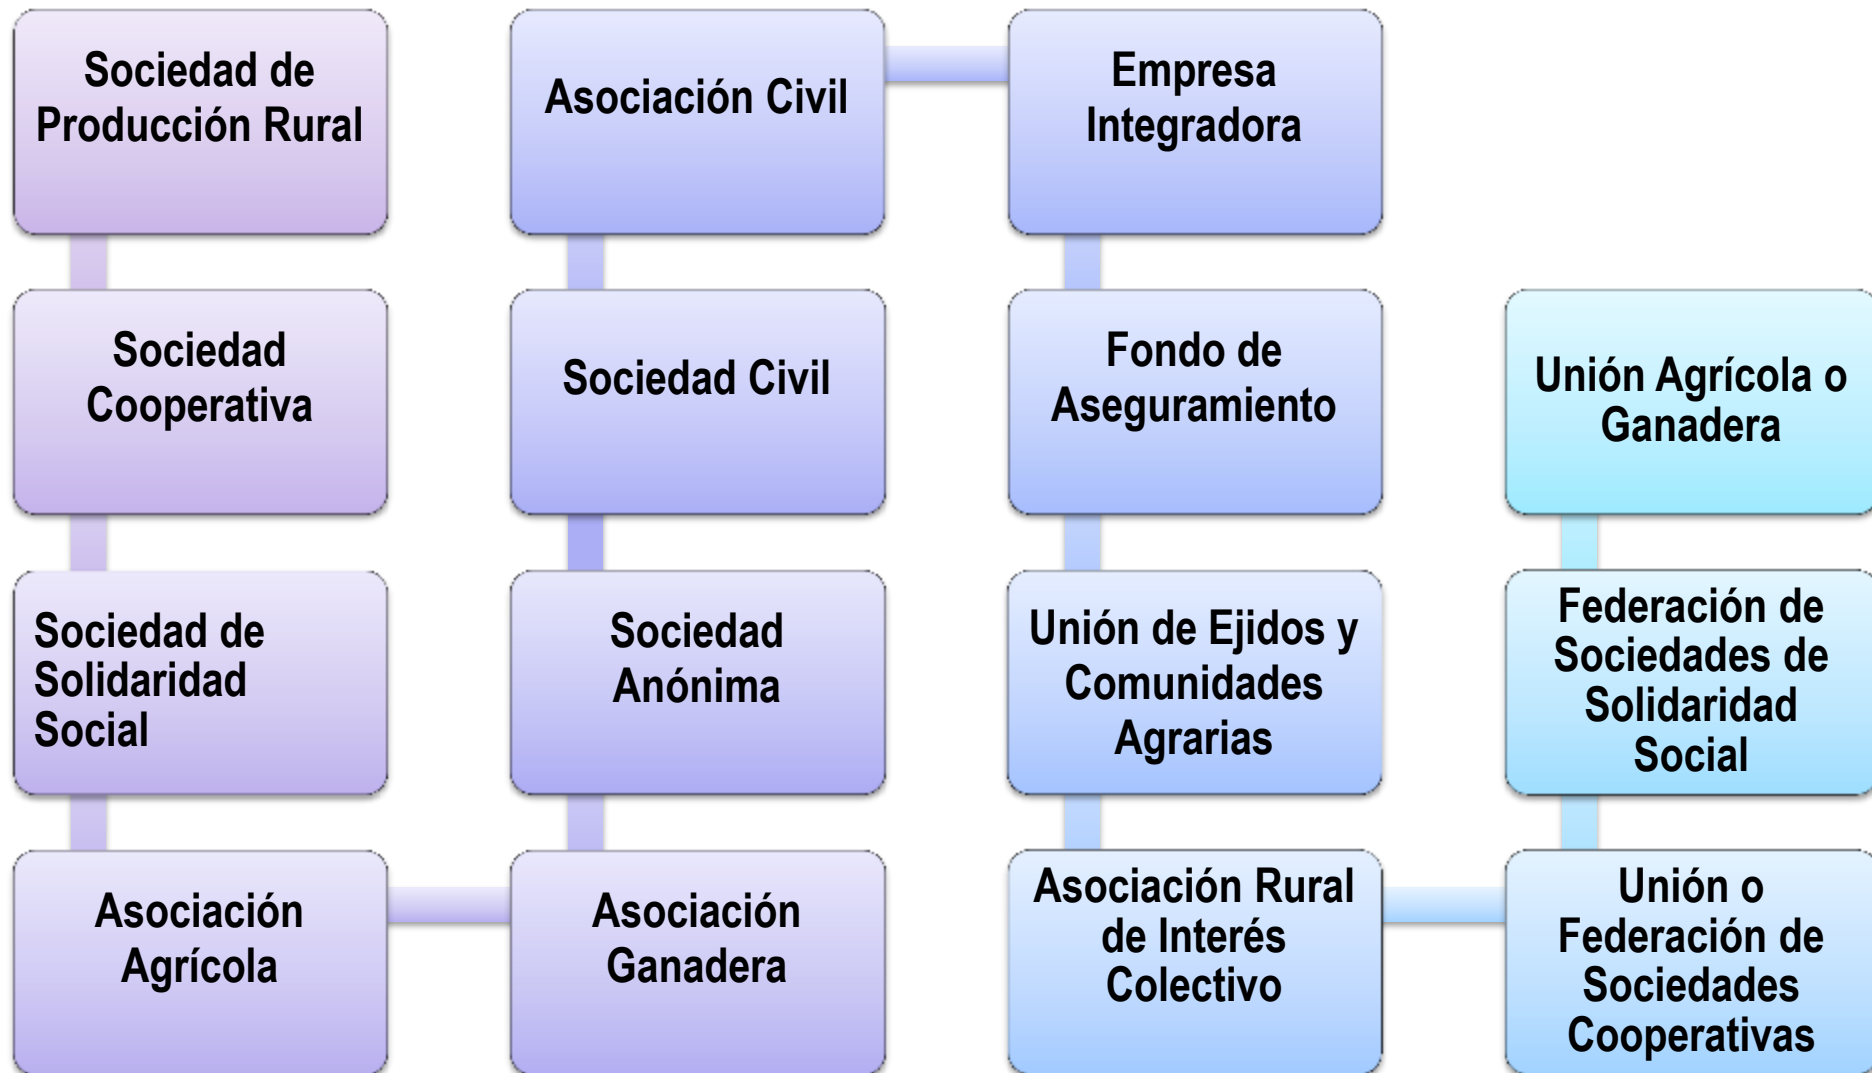 Sociedad de
Producción Rural
Sociedad
Cooperativa
Sociedad de
Solidaridad
Social
Asociación
Agrícola
Asociación
Ganadera
Sociedad
Anónima
Sociedad Civil
Asociación Civil
Empresa
Integradora
Fondo de
Aseguramiento
Unión de Ejidos y
Comunidades
Agrarias
Asociación Rural
de Interés
Colectivo
Unión o
Federación de
Sociedades
Cooperativas
Federación de
Sociedades de
Solidaridad
Social
Unión Agrícola o
Ganadera